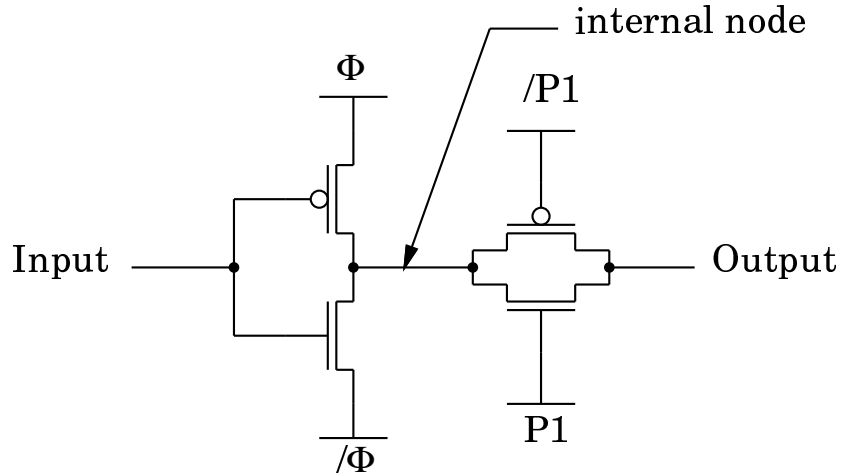 internal node
Φ
/P1
Input
Output
P1
/Φ